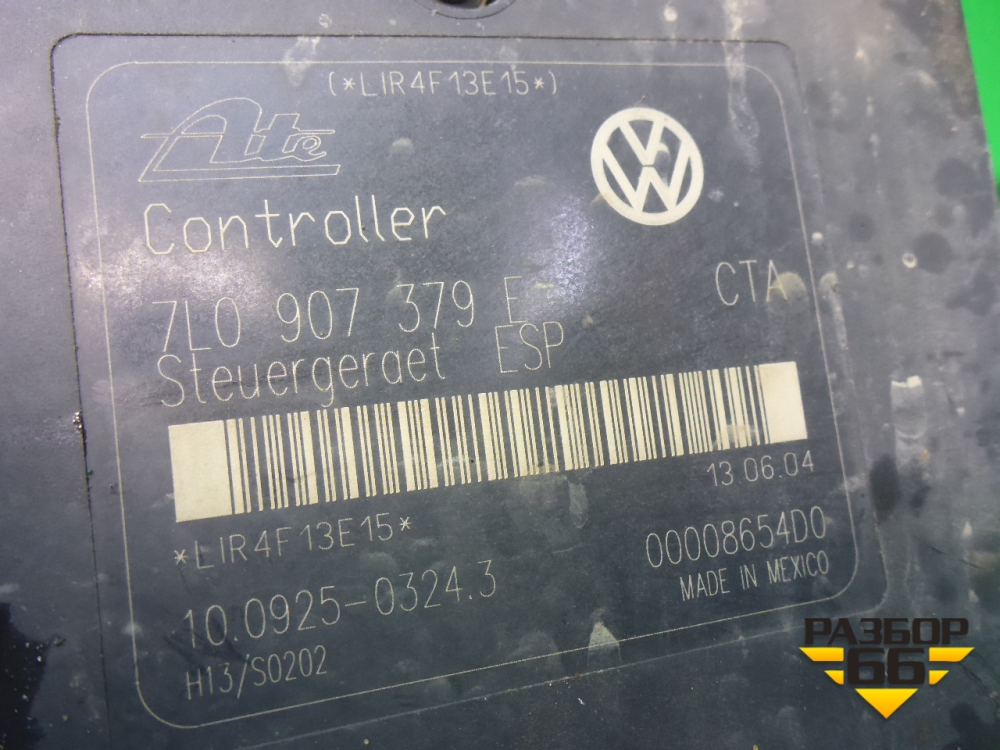 (*LIR4F13E15*)
Ate
Controller
7L0 907 379 E CTA
Steuergeraet ESP
13.06.04
*LIR4F13E15*
00008654D0
10.0925-0324.3
MADE IN MEXICO
H13/S0202
РАЗБОР
66